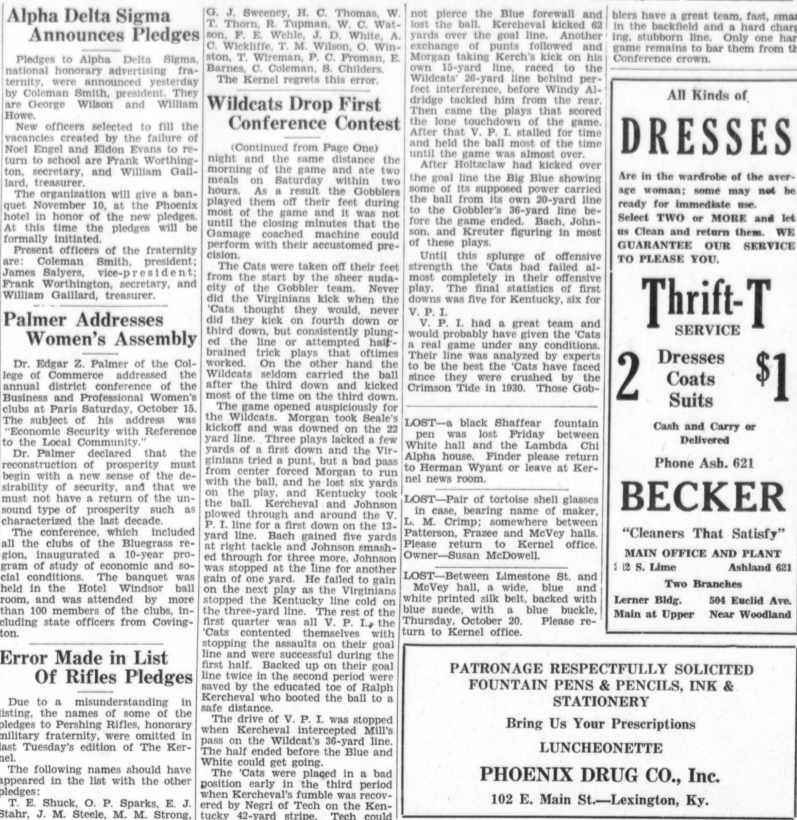 Alpha Delta Sigma
Announces Pledges
Pledges to Alpha Delta Sigma,
national honorary advertising fra-
ternity, were announced yesterday
by Coleman Smith, president. They
are George Wilson and William
Howe.
New officers selected to fill the
vacancies created by the failure of
Noel Engel and Eldon Evans to re-
turn to school are Frank Worthing-
ton, secretary, and William Gail-
lard, treasurer.
The organization will give a ban-
quet November 10, at the Phoenix
hotel in honor of the new pledges.
At this time the pledges will be
formally initiated.
Present officers of the fraternity
are: Coleman Smith, president;
James Salyers, vice-president;
Frank Worthington, secretary, and
William Gaillard, treasurer.
Palmer Addresses
Women's Assembly
Dr. Edgar Z. Palmer of the Col-
lege of Commerce addressed the
annual district conference of the
Business and Professional Women's
clubs at Paris Saturday, October 15.
The subject of his address was
"Economic Security with Reference
to the Local Community."
Dr. Palmer declared that the
reconstruction of prosperity must
begin with a new sense of the de-
sirability of security, and that we
must not have a return of the un-
sound type of prosperity such as
characterized the last decade.
The conference, which included
all the clubs of the Bluegrass re-
gion, inaugurated a 10-year pro-
gram of study of economic and so-
cial conditions. The banquet was
held in the Hotel Windsor ball
room, and was attended by more
than 100 members of the clubs, in-
cluding state officers from Coving-
ton.
Error Made in List
Of Rifles Pledges
Due to a misunderstanding in
listing, the names of some of the
pledges to Pershing Rifles, honorary
military fraternity, were omitted in
last Tuesday's edition of The Ker-
nel.
The following names should have
appeared in the list with the other
pledges:
T. E. Shuck, O. P. Sparks, E. J.
Stahr, J. M. Steele, M. M. Strong,
G. J. Sweeney, H. C. Thomas, W.
T. Thorn, R. Tupman, W. C. Wat-
son, F. E. Wehle, J. D. White, A.
C. Wickliffe, T. M. Wilson, O. Win-
ston, T. Wireman, P. C. Froman, E.
Barnes, C. Coleman, S. Childers.
The Kernel regrets this error.
Wildcats Drop First
Conference Contest
(Continued from Page One)
night and the same distance the
morning of the game and ate two
meals on Saturday within two
hours. As a result the Gobblers
played them off their feet during
most of the game and it was not
until the closing minutes that the
Gamage coached machine could
perform with their accustomed pre-
cision.
The Cats were taken off their feet
from the start by the sheer auda-
city of the Gobbler team. Never
did the Virginians kick when the
'Cats thought they would, never
did they kick on fourth down or
third down, but consistently plung-
ed the line or attempted hair-
brained trick plays that oftimes
worked. On the other hand the
Wildcats seldom carried the ball
after the third down and kicked
most of the time on the third down.
The game opened auspiciously for
the Wildcats. Morgan took Seale's
kickoff and was downed on the 22
yard line. Three plays lacked a few
yards of a first down and the Vir-
ginians tried a punt, but a bad pass
from center forced Morgan to run
with the ball, and he lost six yards
on the play, and Kentucky took
the ball. Kercheval and Johnson
plowed through and around the V.
P. I. line for a first down on the 13-
yard line. Bach gained five yards
at right tackle and Johnson smash-
ed through for three more, Johnson
was stopped at the line for another
gain of one yard. He failed to gain
on the next play as the Virginians
stopped the Kentucky line cold on
the three-yard line. The rest of the
first quarter was all V. P. I., the
'Cats contented themselves with
stopping the assaults on their goal
line and were successful during the
first half. Backed up on their goal
line twice in the second period were
saved by the educated toe of Ralph
Kercheval who booted the ball to a
safe distance.
The drive of V. P. I. was stopped
when Kercheval intercepted Mill's
pass on the Wildcat's 36-yard line.
The half ended before the Blue and
White could get going.
The 'Cats were placed in a bad
position early in the third period
when Kercheval's fumble was recov-
ered by Negri of Tech on the Ken-
tucky 42-yard stripe. Tech could
not pierce the Blue forewall and
lost the ball. Kercheval kicked 62
yards over the goal line. Another
exchange of punts followed and
Morgan taking Kerch's kick on his
own 15-yard line, raced to the
Wildcats' 26-yard line behind per-
fect interference, before Windy Al-
dridge tackled him from the rear.
Then came the plays that scored
the lone touchdown of the game.
After that V. P. I. stalled for time
and held the ball most of the time
until the game was almost over.
After Holtzclaw had kicked over
the goal line the Big Blue showing
some of its supposed power carried
the ball from its own 20-yard line
to the Gobbler's 36-yard line be-
fore the game ended. Bach, John-
son, and Kreuter figuring in most
of these plays.
Until this splurge of offensive
strength the 'Cats had failed al-
most completely in their offensive
play. The final statistics of first
downs was five for Kentucky, six for
V. P. I.
V. P. I. had a great team and
would probably have given the 'Cats
a real game under any conditions.
Their line was analyzed by experts
to be the best the 'Cats have faced
since they were crushed by the
Crimson Tide in 1930. Those Gob-
LOST—a black Shaffear fountain
pen was lost Friday between
White hall and the Lambda Chi
Alpha house. Finder please return
to Herman Wyant or leave at Ker-
nel news room.
LOST—Pair of tortoise shell glasses
in case, bearing name of maker,
L. M. Crimp; somewhere between
Patterson, Frazee and McVey halls.
Please return to Kernel office.
Owner—Susan McDowell.
LOST—Between Limestone St. and
McVey hall, a wide, blue and
white printed silk belt, backed with
blue suede, with a blue buckle,
Thursday, October 20. Please re-
turn to Kernel office.
blers have a great team, fast, smar
in the backfield and a hard charg
ing, stubborn line. Only one har
game remains to bar them from th
Conference crown.
All Kinds of
DRESSES
Are in the wardrobe of the aver-
age woman; some may not be
ready for immediate use.
Select TWO or MORE and let
us Clean and return them. WE
GUARANTEE OUR SERVICE
TO PLEASE YOU.
Thrift-T
SERVICE
2 Dresses
Coats
Suits $1
Cash and Carry or
Delivered
Phone Ash. 621
BECKER
"Cleaners That Satisfy"
MAIN OFFICE AND PLANT
S. Lime Ashland 621
Two Branches
Lerner Bldg. 504 Euclid Ave.
Main at Upper Near Woodland
PATRONAGE RESPECTFULLY SOLICITED
FOUNTAIN PENS & PENCILS, INK &
STATIONERY
Bring Us Your Prescriptions
LUNCHEONETTE
PHOENIX DRUG CO., Inc.
102 E. Main St.—Lexington, Ky.